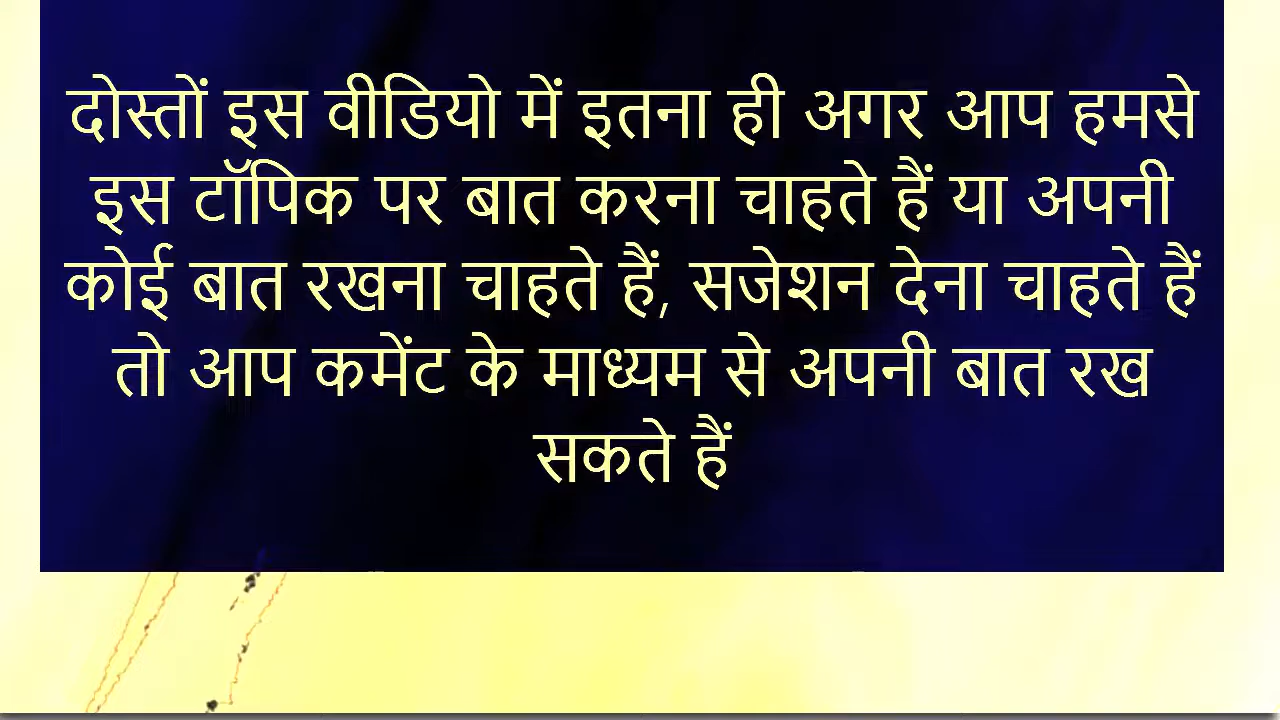 दोस्तों इस वीडियो में इतना ही अगर आप हमसे
इस टॉपिक पर बात करना चाहते हैं या अपनी
कोई बात रखना चाहते हैं, सजेशन देना चाहते हैं
तो आप कमेंट के माध्यम से अपनी बात रख
सकते हैं